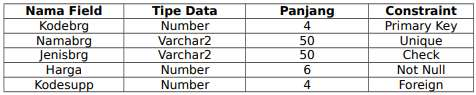 Nama Field Tipe Data Panjang Constraint
Kodebrg Number 4 Primary Key
Namabrg Varchar2 50 Unique
Jenisbrg Varchar2 50 Check
Harga Number 6 Not Null
Kodesupp Number 4 Foreign